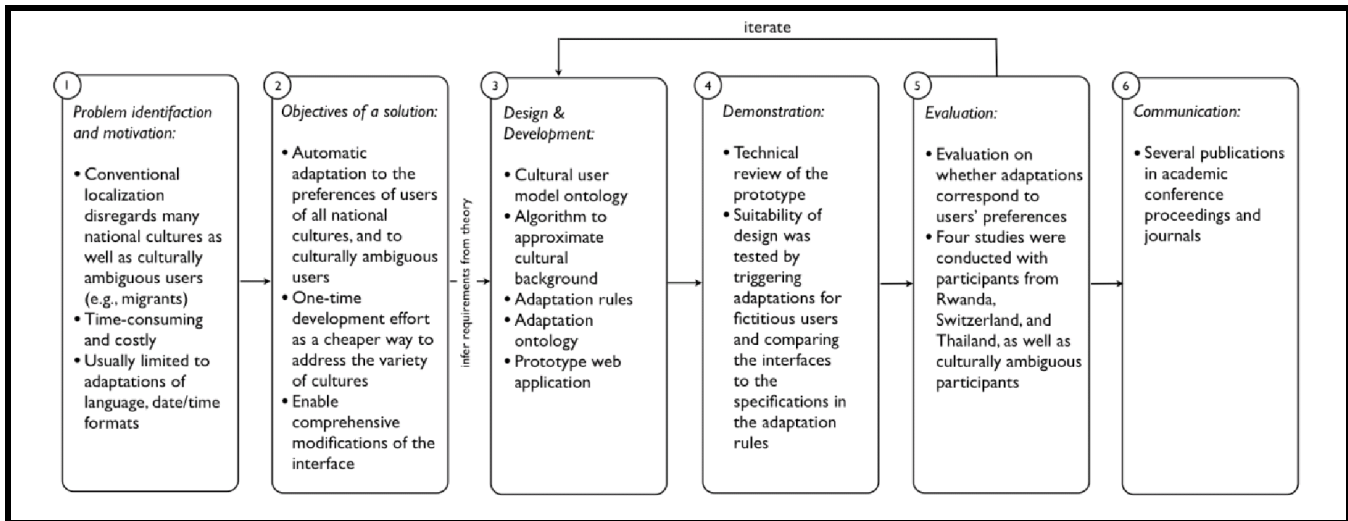 iterate
1
Problem identifaction
and motivation:
• Conventional
localization
disregards many
national cultures as
well as culturally
ambiguous users
(e.g., migrants)
• Time-consuming
and costly
• Usually limited to
adaptations of
language, date/time
formats
2
Objectives of a solution:
• Automatic
adaptation to the
preferences of users
of all national
cultures, and to
culturally ambiguous
users
• One-time
development effort
as a cheaper way to
address the variety
of cultures
• Enable
comprehensive
modifications of the
interface
infer requirements from theory
3
Design &
Development:
• Cultural user
model ontology
• Algorithm to
approximate
cultural
background
• Adaptation rules
• Adaptation
ontology
• Prototype web
application
4
Demonstration:
• Technical
review of the
prototype
• Suitability of
design was
tested by
triggering
adaptations for
fictitious users
and comparing
the interfaces
to the
specifications in
the adaptation
rules
5
Evaluation:
• Evaluation on
whether adaptations
correspond to
users' preferences
• Four studies were
conducted with
participants from
Rwanda,
Switzerland, and
Thailand, as well as
culturally ambiguous
participants
6
Communication:
• Several publications
in academic
conference
proceedings and
journals